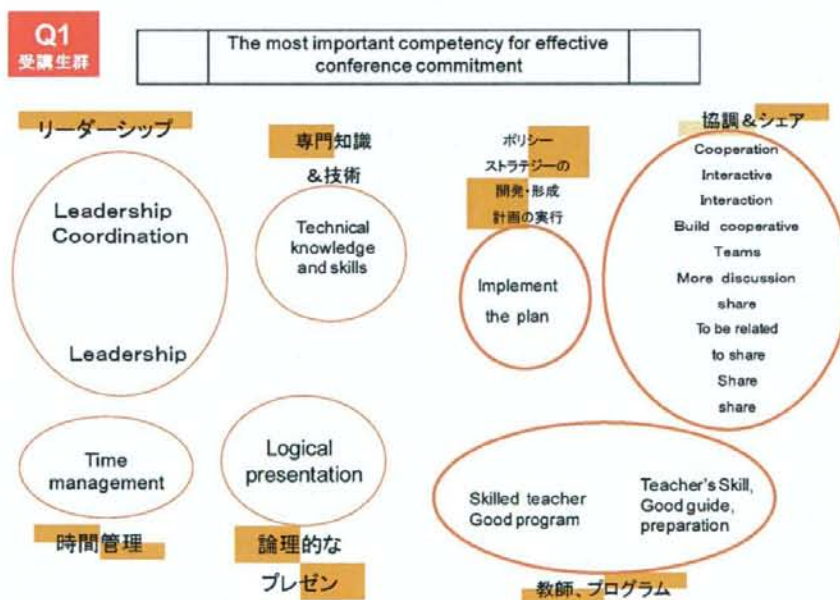 Q1
受講生群
The most important competency for effective
conference commitment
リーダーシップ
Leadership
Coordination
Leadership
専門知識
&技術
Technical
knowledge
and skills
ポリシー
ストラテジーの
開発・形成
計画の実行
Implement
the plan
協調&シェア
Cooperation
Interactive
Interaction
Build cooperative
Teams
More discussion
share
To be related
to share
Share
share
Time
management
時間管理
Logical
presentation
論理的な
プレゼン
Skilled teacher
Good program
Teacher's Skill,
Good guide,
preparation
教師、プログラム